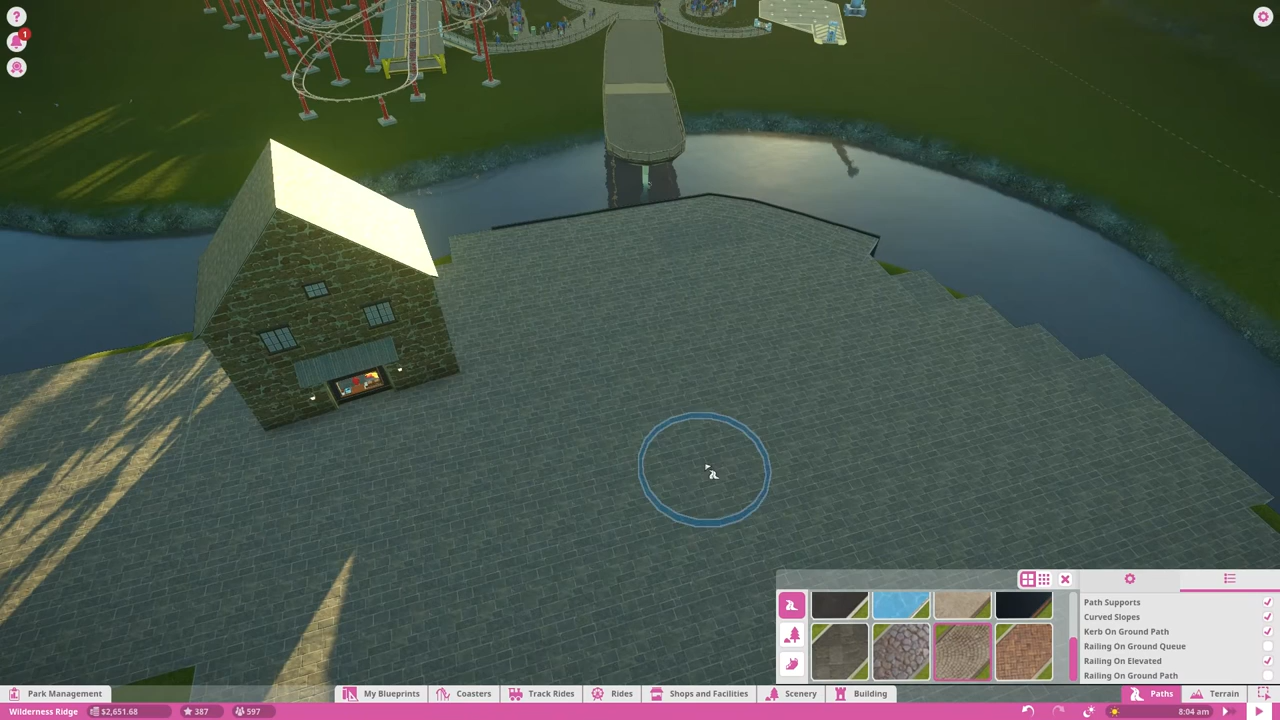 ?
1
Path Supports
Curved Slopes
Kerb On Ground Path
Railing On Ground Queue
Railing On Elevated
Railing On Ground Path
Park Management
My Blueprints
Coasters
Track Rides
Rides
Shops and Facilities
Scenery
Building
Paths
Terrain
Wilderness Ridge
$2,651.68
387
597
8:04 am